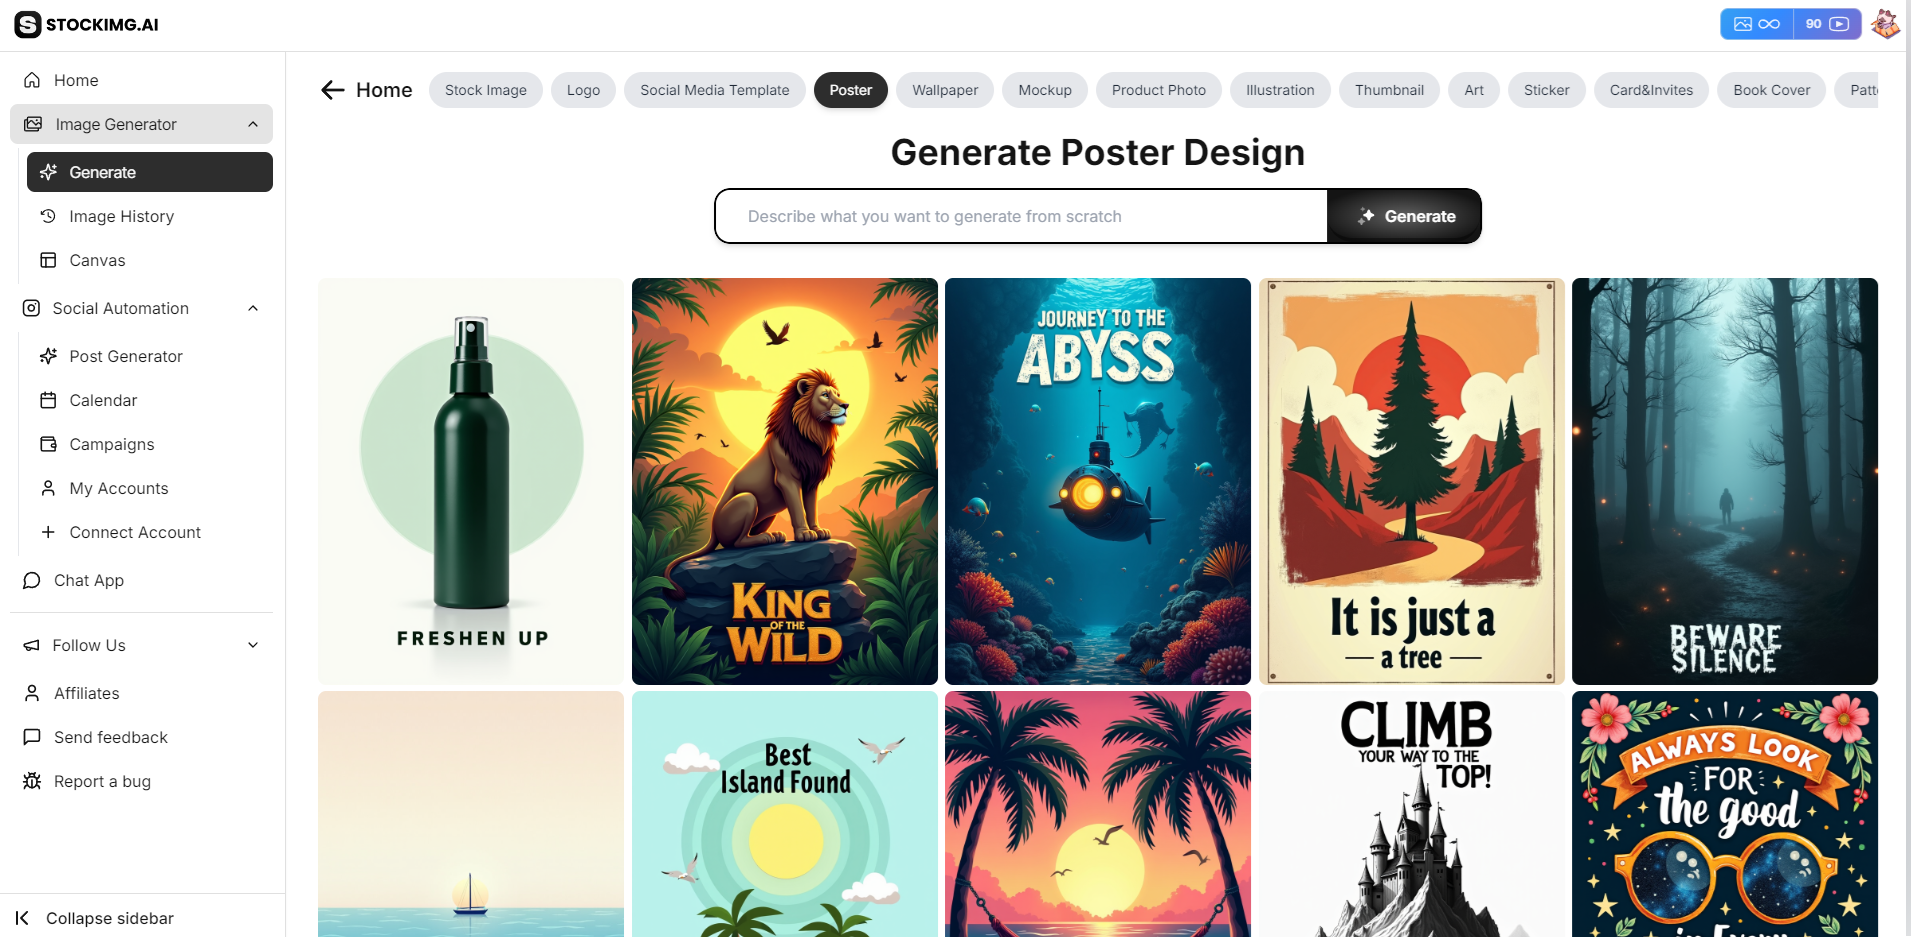 STOCKIMG.AI
90
Home
Image Generator
Generate
Image History
Canvas
Social Automation
Post Generator
Calendar
Campaigns
My Accounts
Connect Account
Chat App
Follow Us
Affiliates
Send feedback
Report a bug
Collapse sidebar
Home
Stock Image
Logo
Social Media Template
Poster
Wallpaper
Mockup
Product Photo
Illustration
Thumbnail
Art
Sticker
Card&Invites
Book Cover
Generate Poster Design
Describe what you want to generate from scratch
Generate
FRESHEN UP
KING
OF THE
WILD
JOURNEY TO THE
ABYSS
It is just a
a tree
BEWARE
SILENCE
Best
Island Found
CLIMB
YOUR WAY TO THE
TOP!
ALWAYS LOOK
FOR
the good